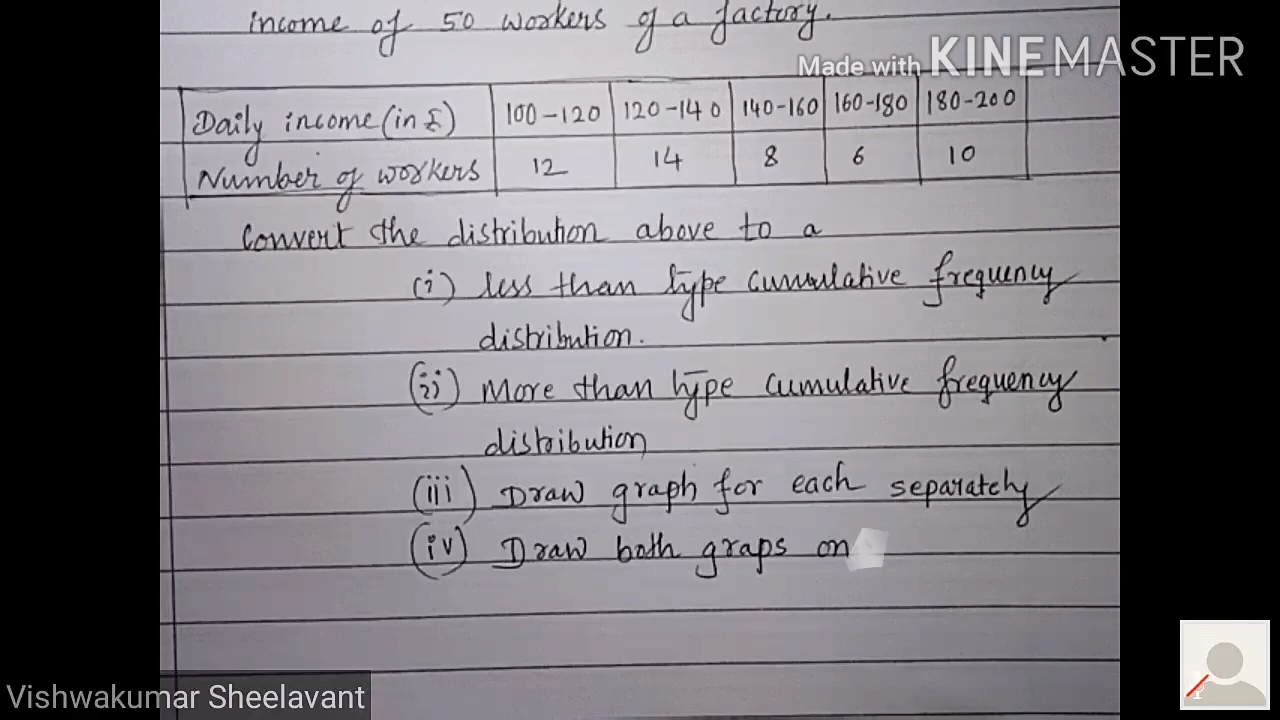 income of 50 workers of a factory.
Made with KINEMASTER
Daily income (in ₹) 100-120 120-140 140-160 160-180 180-200
Number of workers 12 14 8 6 10
Convert the distribution above to a
(i) less than type cumulative frequency
distribution.
(ii) More than type cumulative frequency
distribution
(iii) Draw graph for each separately
(iv) Draw both graps on
Vishwakumar Sheelavant